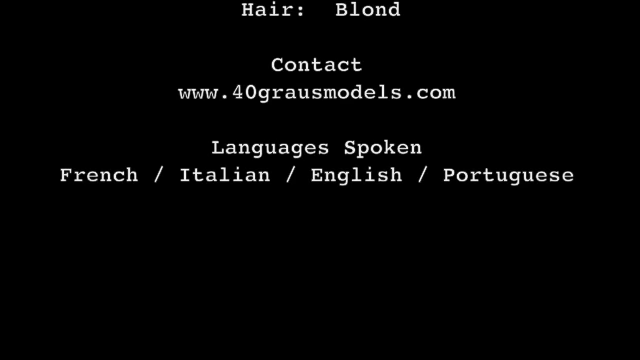 Hair:  Blond
Contact
www.40grausmodels.com
Languages Spoken
French / Italian / English / Portuguese